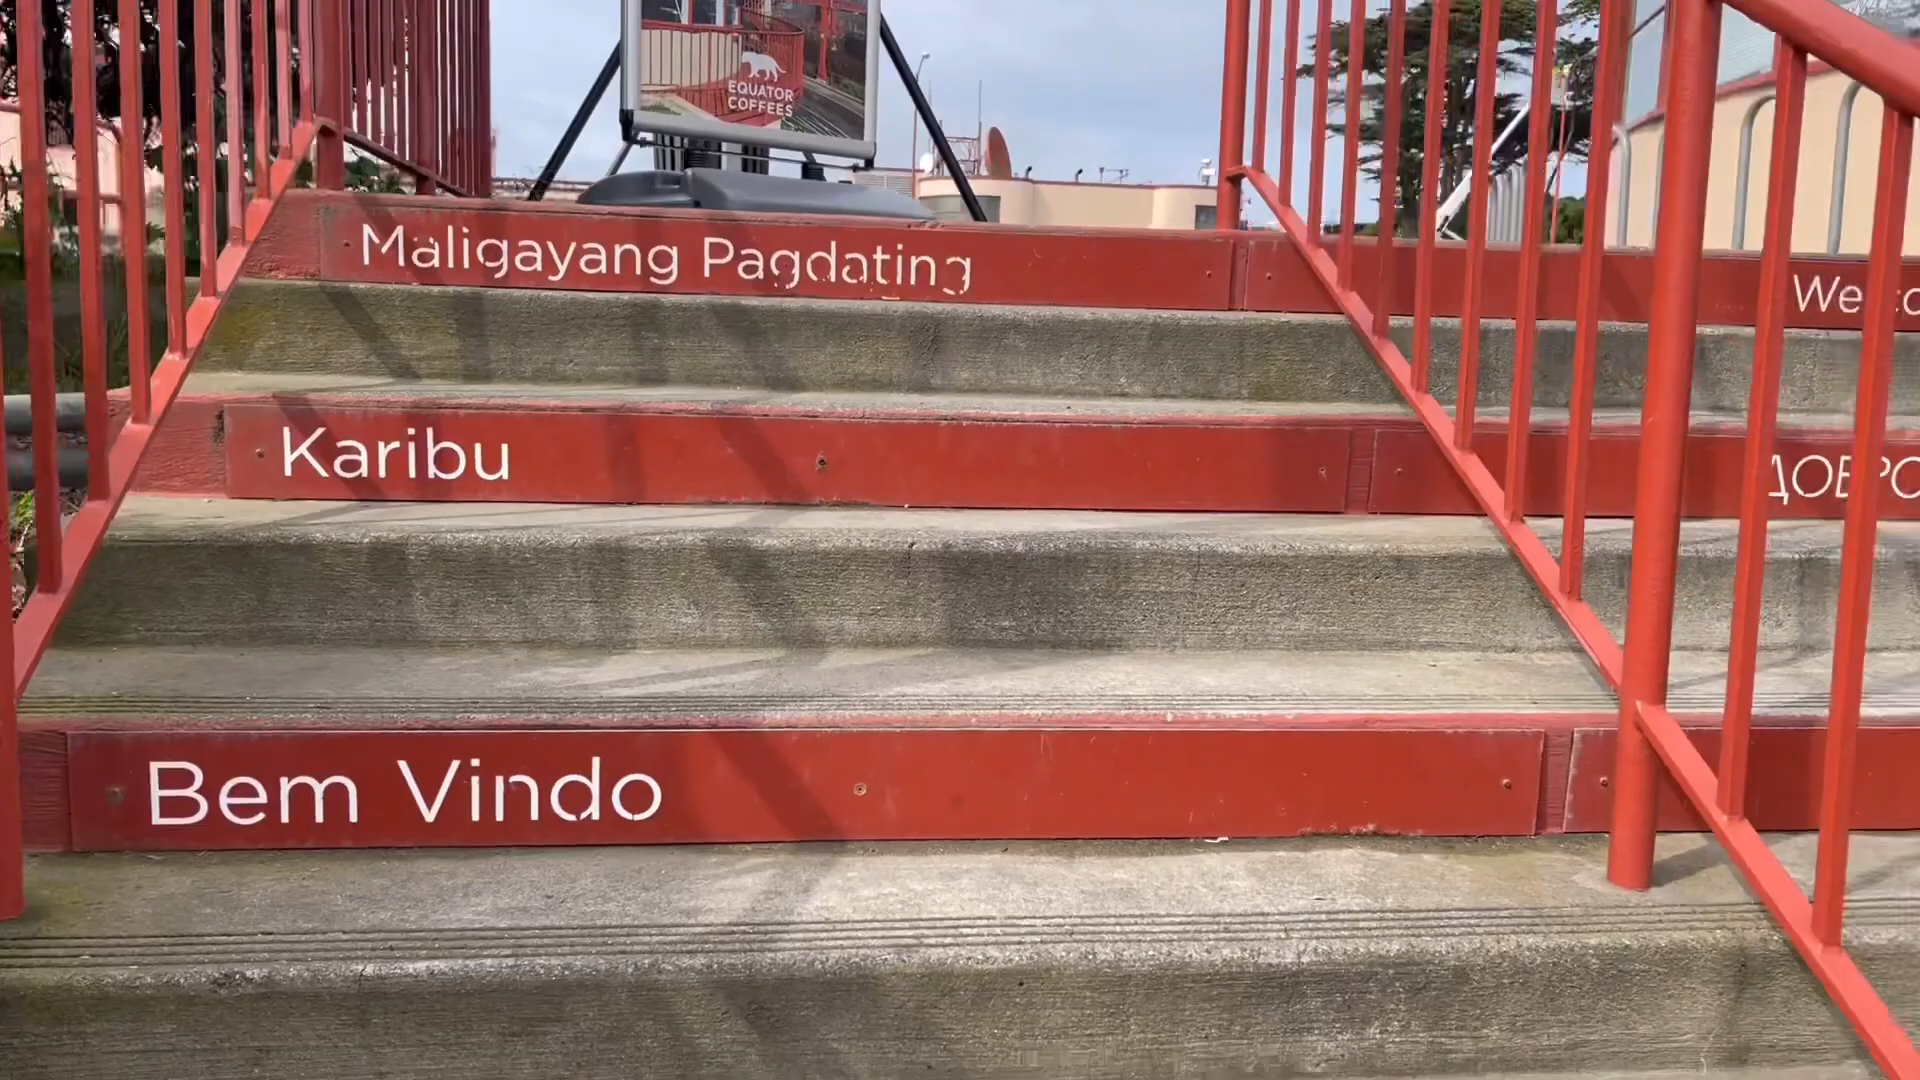 EQUATOR
COFFEES
Maligayang Pagdating
Karibu
Bem Vindo